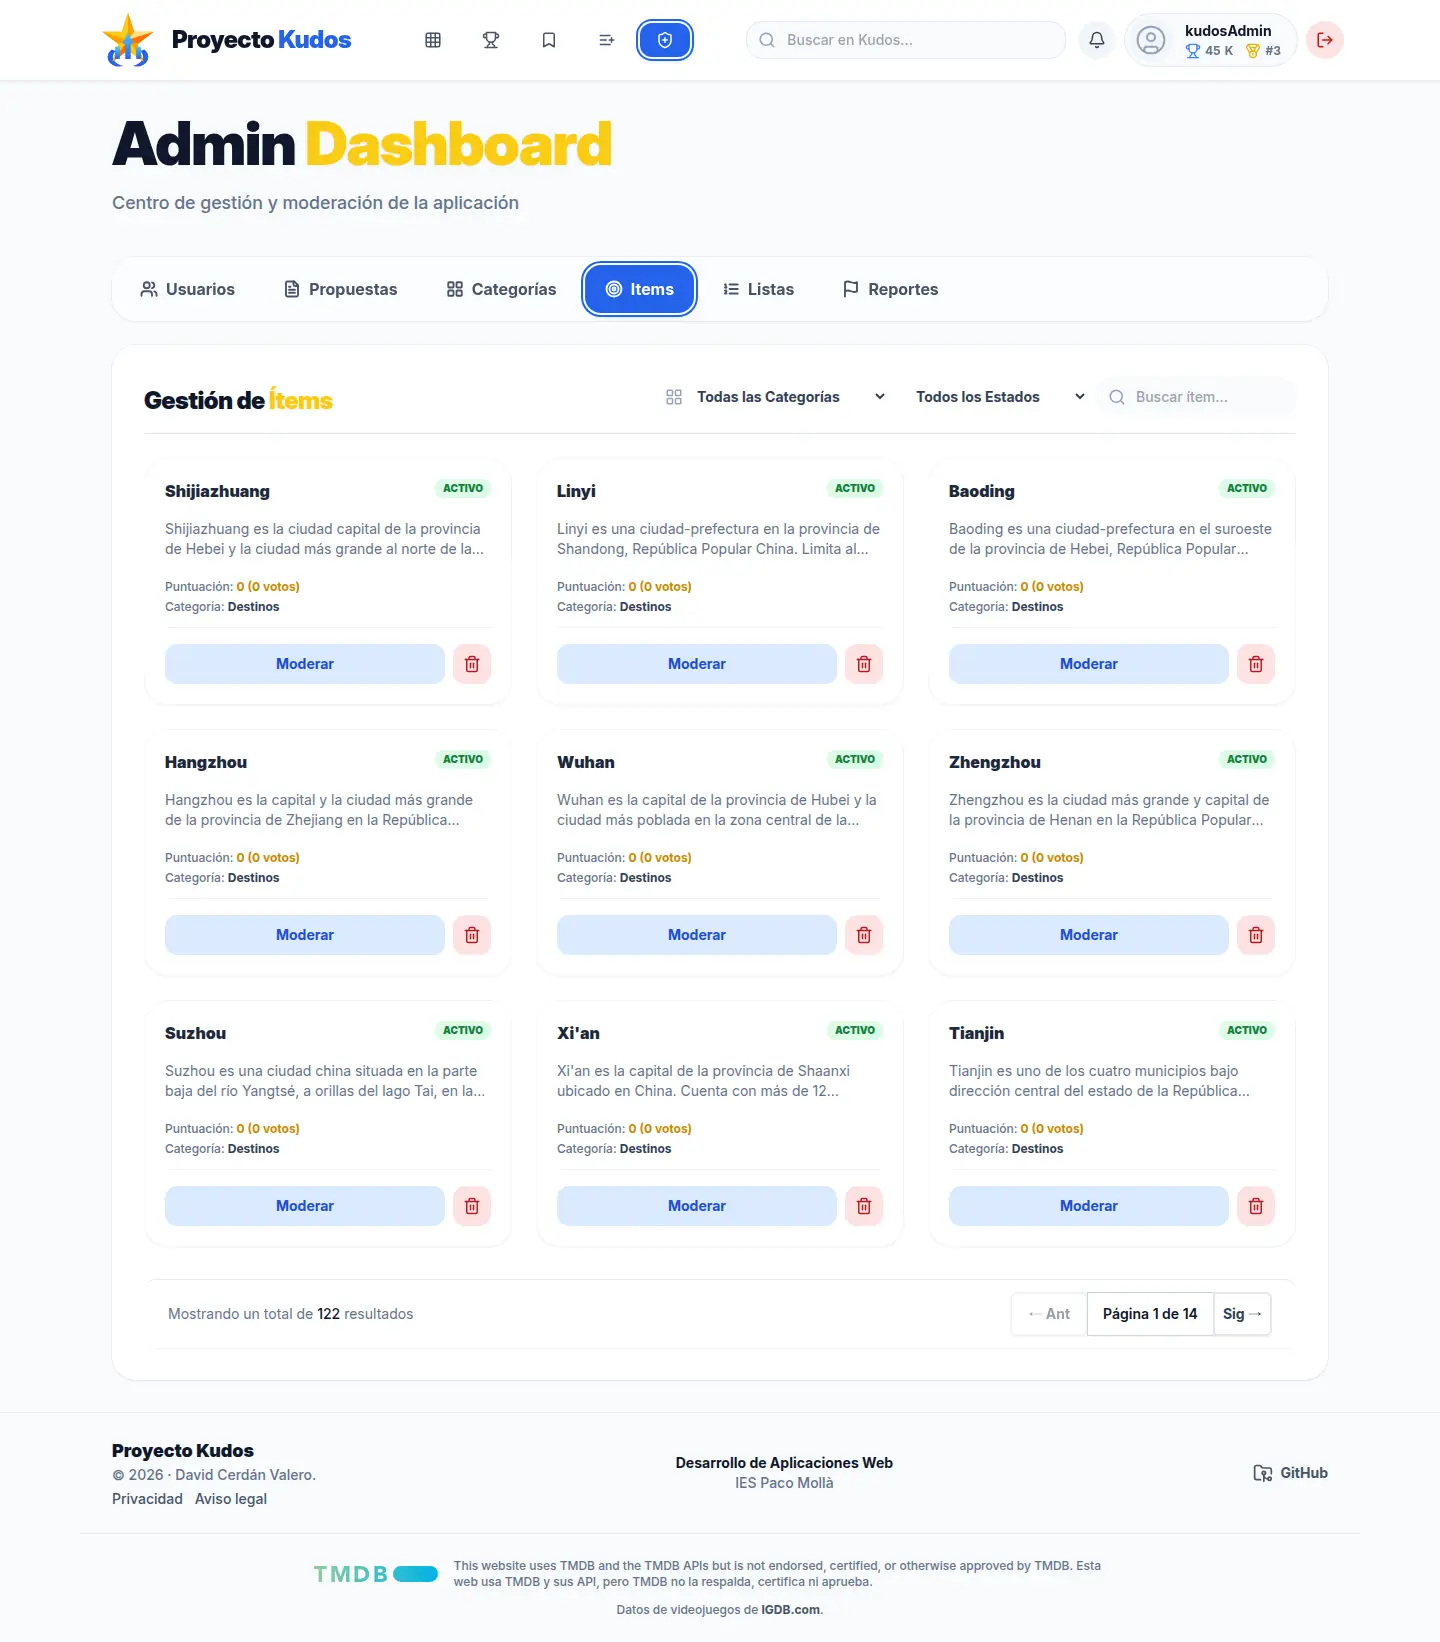 Proyecto Kudos
Buscar en Kudos...
kudosAdmin
45 K #3
Admin Dashboard
Centro de gestión y moderación de la aplicación
Usuarios Propuestas Categorías Items Listas Reportes
Gestión de Ítems
Todas las Categorías Todos los Estados Buscar ítem...
Shijiazhuang ACTIVO
Shijiazhuang es la ciudad capital de la provincia
de Hebei y la ciudad más grande al norte de la...
Puntuación: 0 (0 votos)
Categoría: Destinos
Moderar
Linyi ACTIVO
Linyi es una ciudad-prefectura en la provincia de
Shandong, República Popular China. Limita al...
Puntuación: 0 (0 votos)
Categoría: Destinos
Moderar
Baoding ACTIVO
Baoding es una ciudad-prefectura en el suroeste
de la provincia de Hebei, República Popular...
Puntuación: 0 (0 votos)
Categoría: Destinos
Moderar
Hangzhou ACTIVO
Hangzhou es la capital y la ciudad más grande
de la provincia de Zhejiang en la República...
Puntuación: 0 (0 votos)
Categoría: Destinos
Moderar
Wuhan ACTIVO
Wuhan es la capital de la provincia de Hubei y la
ciudad más poblada en la zona central de la...
Puntuación: 0 (0 votos)
Categoría: Destinos
Moderar
Zhengzhou ACTIVO
Zhengzhou es la ciudad más grande y capital de
la provincia de Henan en la República Popular...
Puntuación: 0 (0 votos)
Categoría: Destinos
Moderar
Suzhou ACTIVO
Suzhou es una ciudad china situada en la parte
baja del río Yangtsé, a orillas del lago Tai, en la...
Puntuación: 0 (0 votos)
Categoría: Destinos
Moderar
Xi'an ACTIVO
Xi'an es la capital de la provincia de Shaanxi
ubicado en China. Cuenta con más de 12...
Puntuación: 0 (0 votos)
Categoría: Destinos
Moderar
Tianjin ACTIVO
Tianjin es uno de los cuatro municipios bajo
dirección central del estado de la República...
Puntuación: 0 (0 votos)
Categoría: Destinos
Moderar
Mostrando un total de 122 resultados
← Ant Página 1 de 14 Sig →
Proyecto Kudos
© 2026 · David Cerdán Valero.
Privacidad Aviso legal
Desarrollo de Aplicaciones Web
IES Paco Mollà
GitHub
TMDB
This website uses TMDB and the TMDB APIs but is not endorsed, certified, or otherwise approved by TMDB. Esta
web usa TMDB y sus API, pero TMDB no la respalda, certifica ni aprueba.
Datos de videojuegos de IGDB.com.